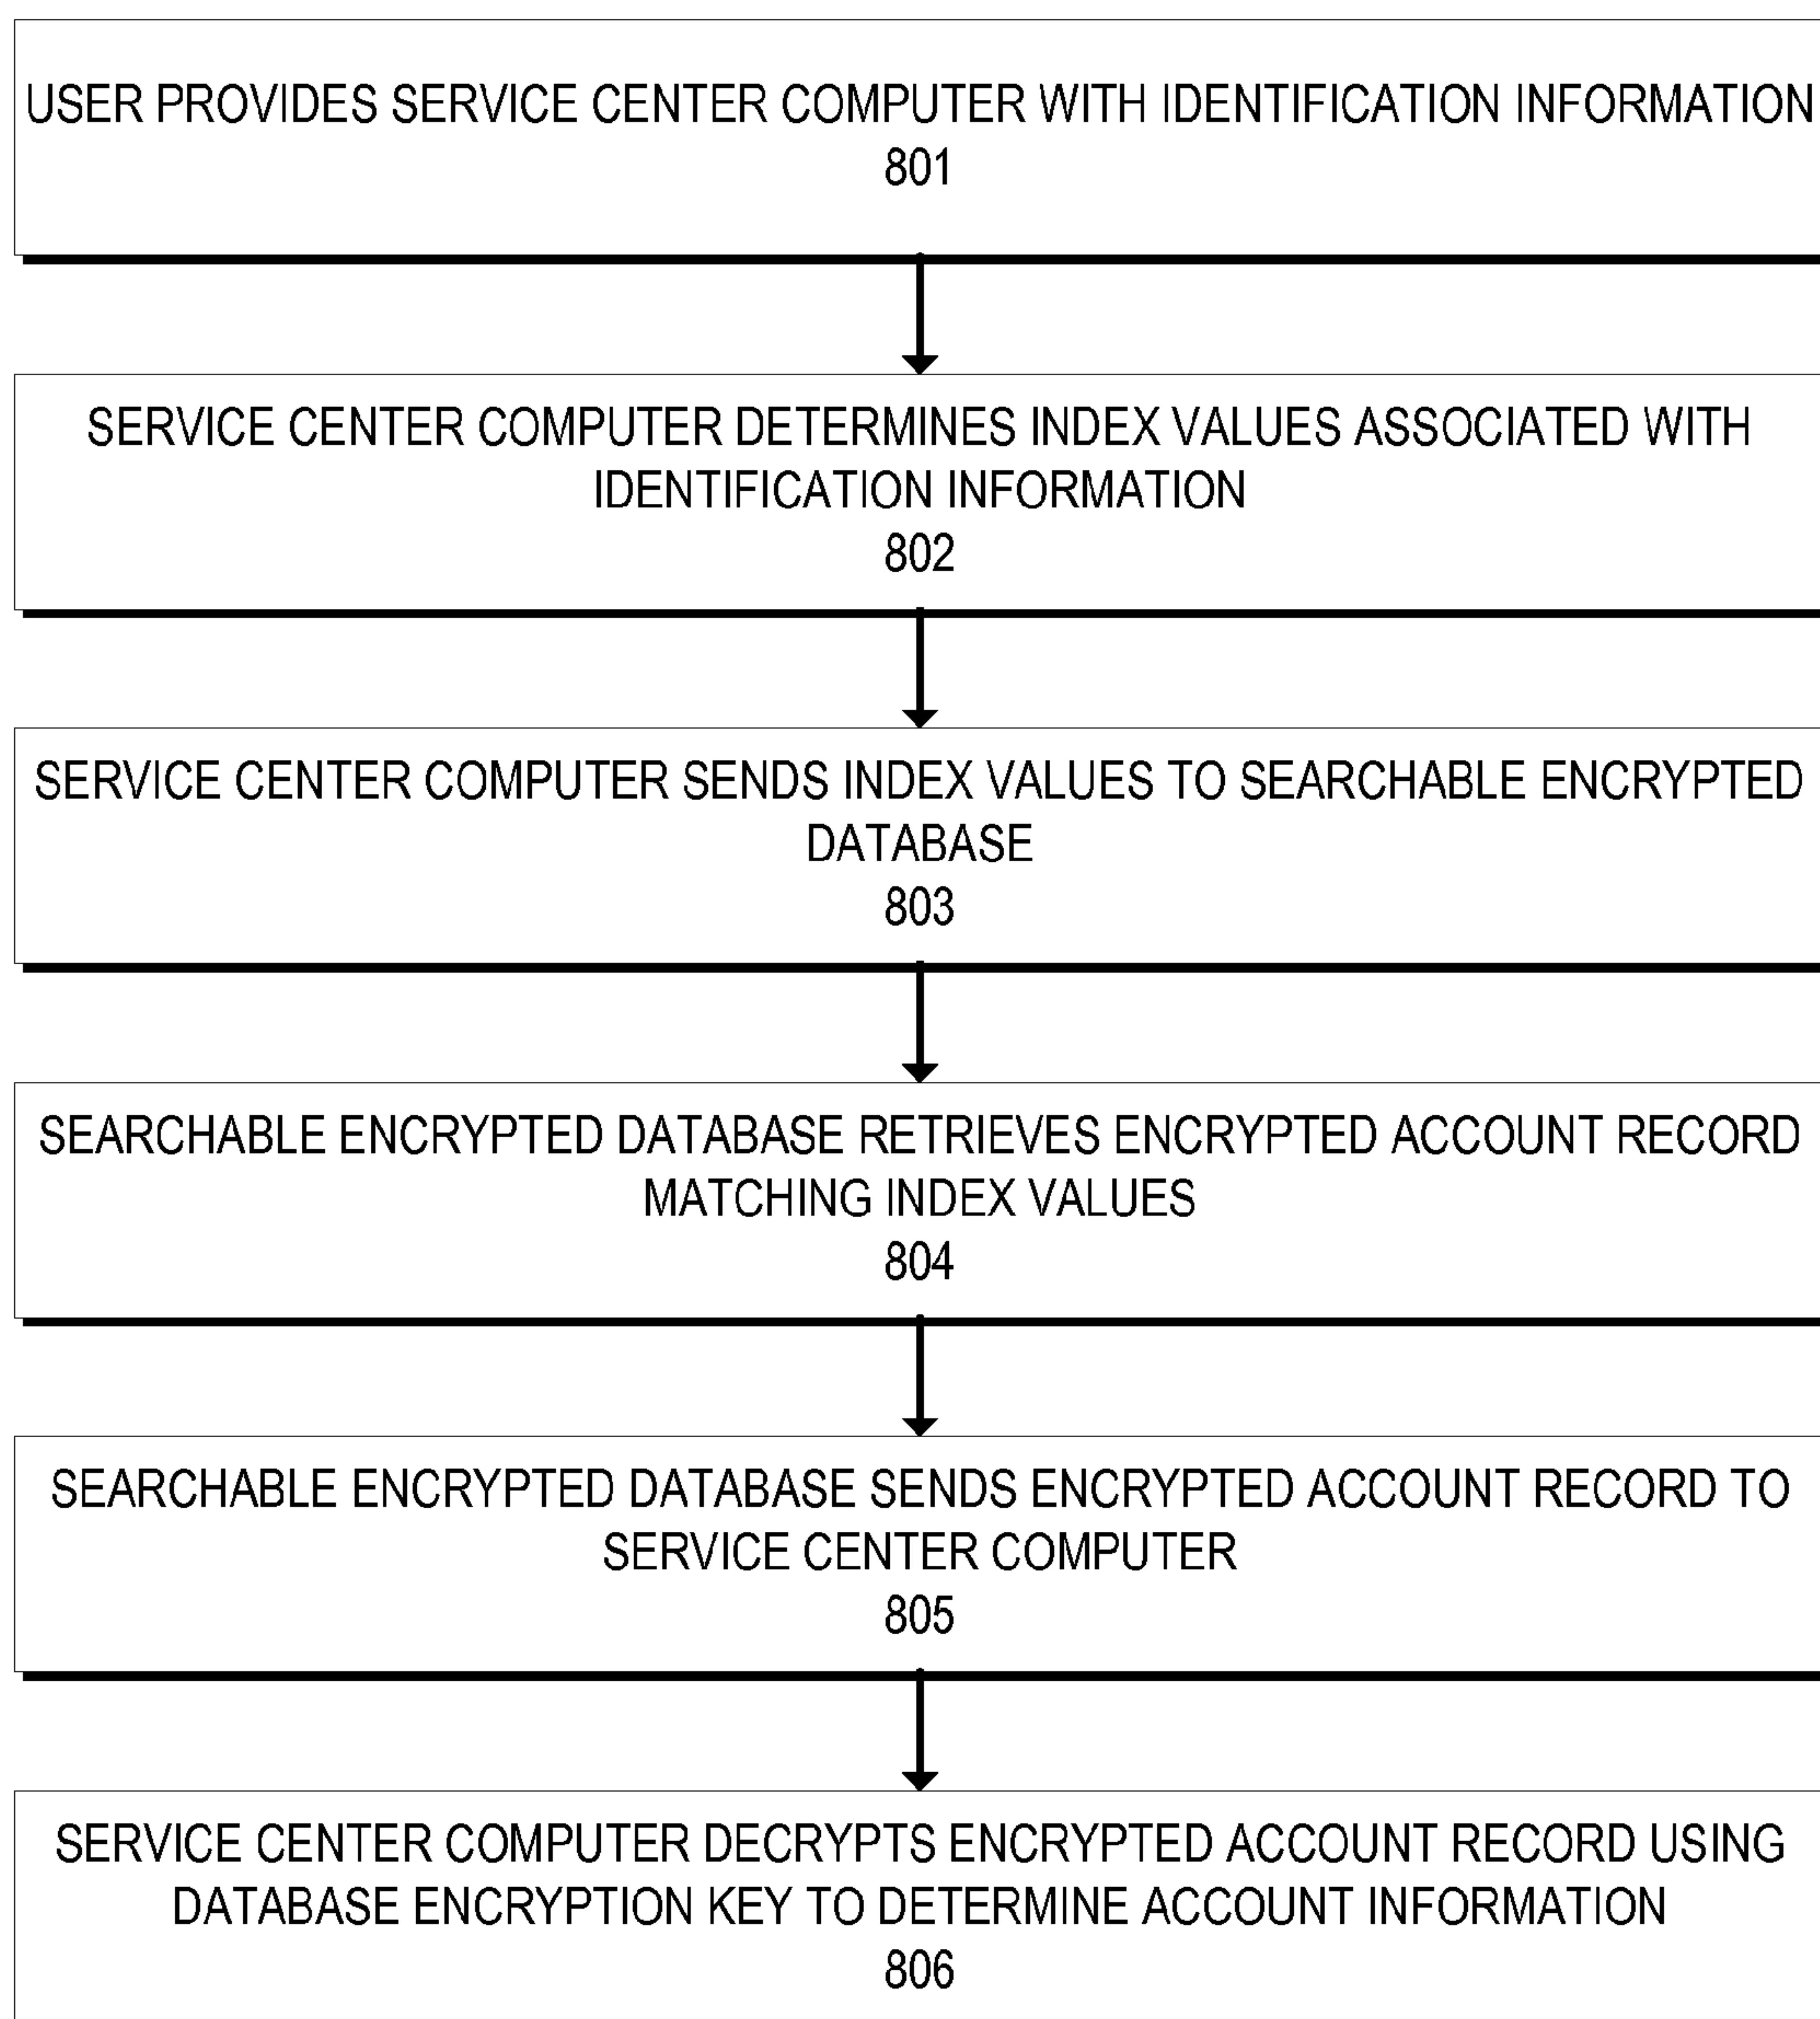 USER PROVIDES SERVICE CENTER COMPUTER WITH IDENTIFICATION INFORMATION
801
SERVICE CENTER COMPUTER DETERMINES INDEX VALUES ASSOCIATED WITH
IDENTIFICATION INFORMATION
802
SERVICE CENTER COMPUTER SENDS INDEX VALUES TO SEARCHABLE ENCRYPTED
DATABASE
803
SEARCHABLE ENCRYPTED DATABASE RETRIEVES ENCRYPTED ACCOUNT RECORD
MATCHING INDEX VALUES
804
SEARCHABLE ENCRYPTED DATABASE SENDS ENCRYPTED ACCOUNT RECORD TO
SERVICE CENTER COMPUTER
805
SERVICE CENTER COMPUTER DECRYPTS ENCRYPTED ACCOUNT RECORD USING
DATABASE ENCRYPTION KEY TO DETERMINE ACCOUNT INFORMATION
806